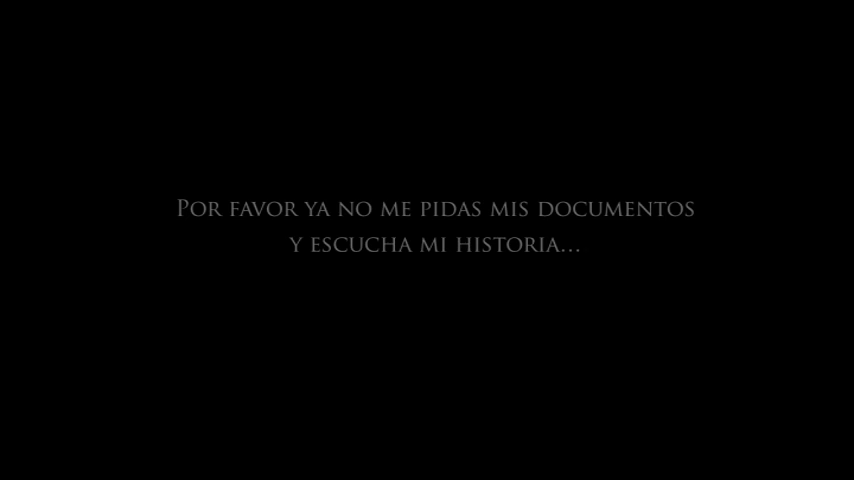 Por favor ya no me pidas mis documentos
y escucha mi historia...